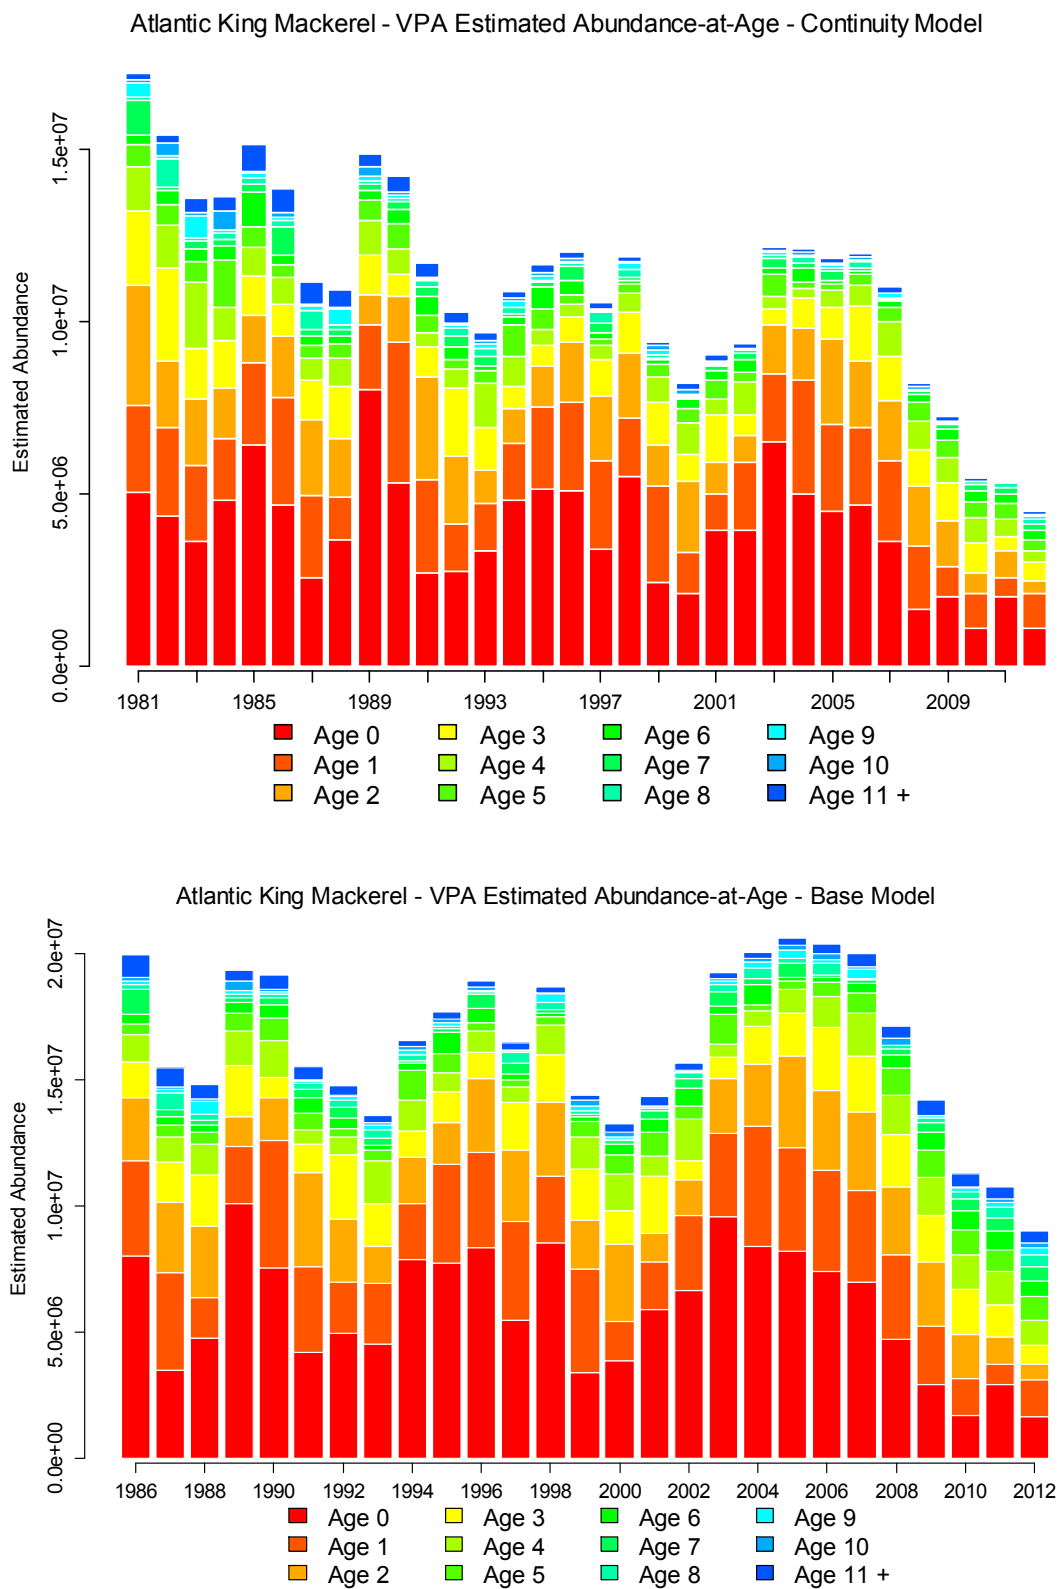 Atlantic King Mackerel - VPA Estimated Abundance-at-Age - Continuity Model
Estimated Abundance
1.5e+07
1.0e+07
5.0e+06
0.0e+00
1981 1985 1989 1993 1997 2001 2005 2009
Age 0 Age 3 Age 6 Age 9
Age 1 Age 4 Age 7 Age 10
Age 2 Age 5 Age 8 Age 11 +
Atlantic King Mackerel - VPA Estimated Abundance-at-Age - Base Model
Estimated Abundance
2.0e+07
1.5e+07
1.0e+07
5.0e+06
0.0e+00
1986 1988 1990 1992 1994 1996 1998 2000 2002 2004 2006 2008 2010 2012
Age 0 Age 3 Age 6 Age 9
Age 1 Age 4 Age 7 Age 10
Age 2 Age 5 Age 8 Age 11 +